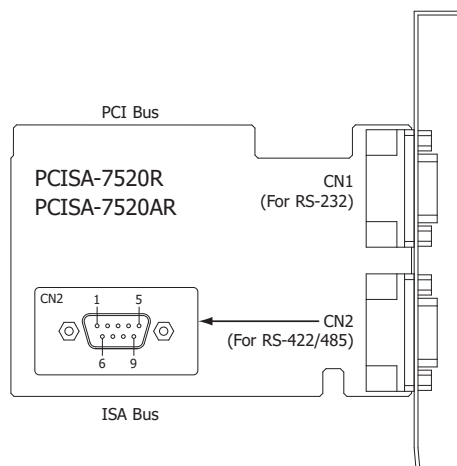 PCI Bus
PCISA-7520R
PCISA-7520AR
CN1
(For RS-232)
CN2
1 5
6 9
CN2
(For RS-422/485)
ISA Bus